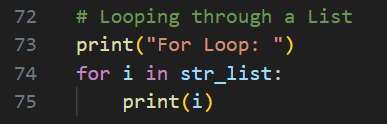 72 # Looping through a List
73 print("For Loop: ")
74 for i in str_list:
75     print(i)